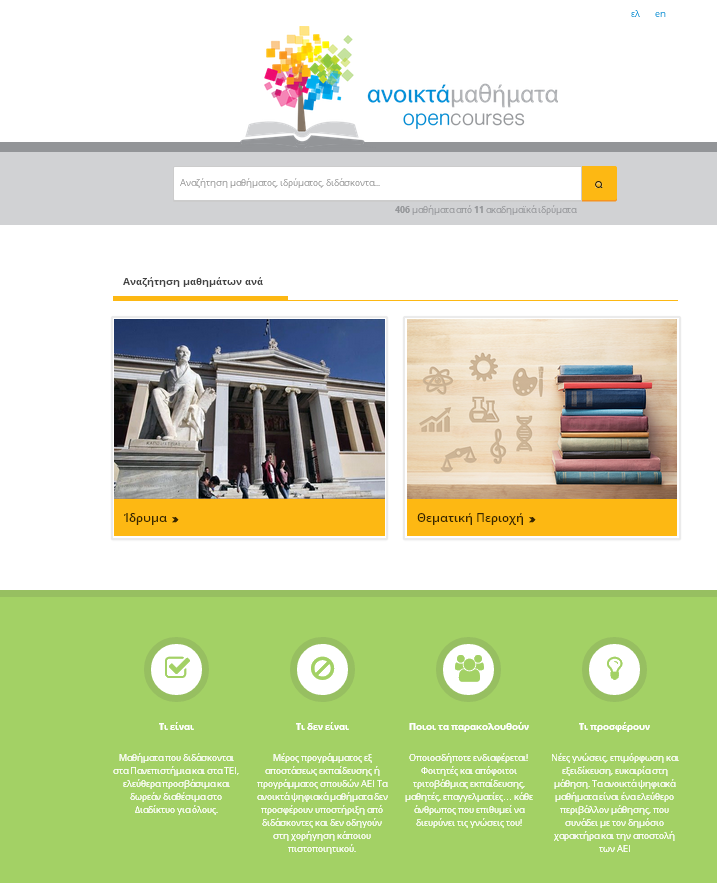 ελ en
ανοικτάμαθήματα
opencourses
Αναζήτηση μαθήματος, ιδρύματος, διδάσκοντα...
406 μαθήματα από 11 ακαδημαϊκά ιδρύματα
Αναζήτηση μαθημάτων ανά
Ίδρυμα »
Θεματική Περιοχή »
Τι είναι
Μαθήματα που διδάσκονται
στα Πανεπιστήμια και στα ΤΕΙ,
ελεύθερα προσβάσιμα και
δωρεάν διαθέσιμα στο
Διαδίκτυο για όλους.
Τι δεν είναι
Μέρος προγράμματος εξ
αποστάσεως εκπαίδευσης ή
προγράμματος σπουδών ΑΕΙ Τα
ανοικτά ψηφιακά μαθήματα δεν
προσφέρουν υποστήριξη από
διδάσκοντες και δεν οδηγούν
στη χορήγηση κάποιου
πιστοποιητικού.
Ποιοι τα παρακολουθούν
Οποιοσδήποτε ενδιαφέρεται!
Φοιτητές και απόφοιτοι
τριτοβάθμιας εκπαίδευσης,
μαθητές, επαγγελματίες… κάθε
άνθρωπος που επιθυμεί να
διευρύνει τις γνώσεις του!
Τι προσφέρουν
Νέες γνώσεις, επιμόρφωση και
εξειδίκευση, ευκαιρία στη
μάθηση. Τα ανοικτά ψηφιακά
μαθήματα είναι ένα ελεύθερο
περιβάλλον μάθησης, που
συνάδει με τον δημόσιο
χαρακτήρα και την αποστολή
των ΑΕΙ